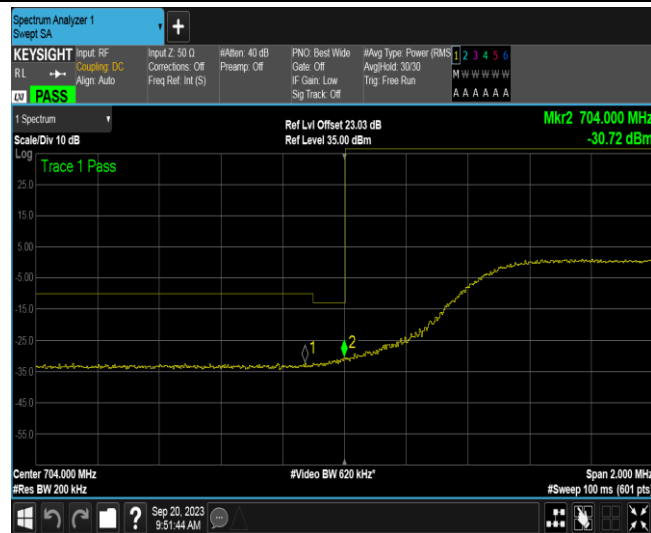 Spectrum Analyzer 1
Swept SA
KEYSIGHT
RL
LXI PASS
Input: RF
Coupling: DC
Align: Auto
Input Z: 50 Ω
Corrections: Off
Freq Ref: Int (S)
#Atten: 40 dB
Preamp: Off
PNO: Best Wide
Gate: Off
IF Gain: Low
Sig Track: Off
#Avg Type: Power (RMS
Avg|Hold: 30/30
Trig: Free Run
1 2 3 4 5 6
M W W W W W
A A A A A A
1 Spectrum
Scale/Div 10 dB
Ref Lvl Offset 23.03 dB
Ref Level 35.00 dBm
Mkr2 704.000 MHz
-30.72 dBm
Log
Trace 1 Pass
25.0
15.0
5.00
-5.00
-15.0
-25.0
-35.0
-45.0
-55.0
1
2
Center 704.000 MHz
#Res BW 200 kHz
#Video BW 620 kHz*
Span 2.000 MHz
#Sweep 100 ms (601 pts)
?
Sep 20, 2023
9:51:44 AM